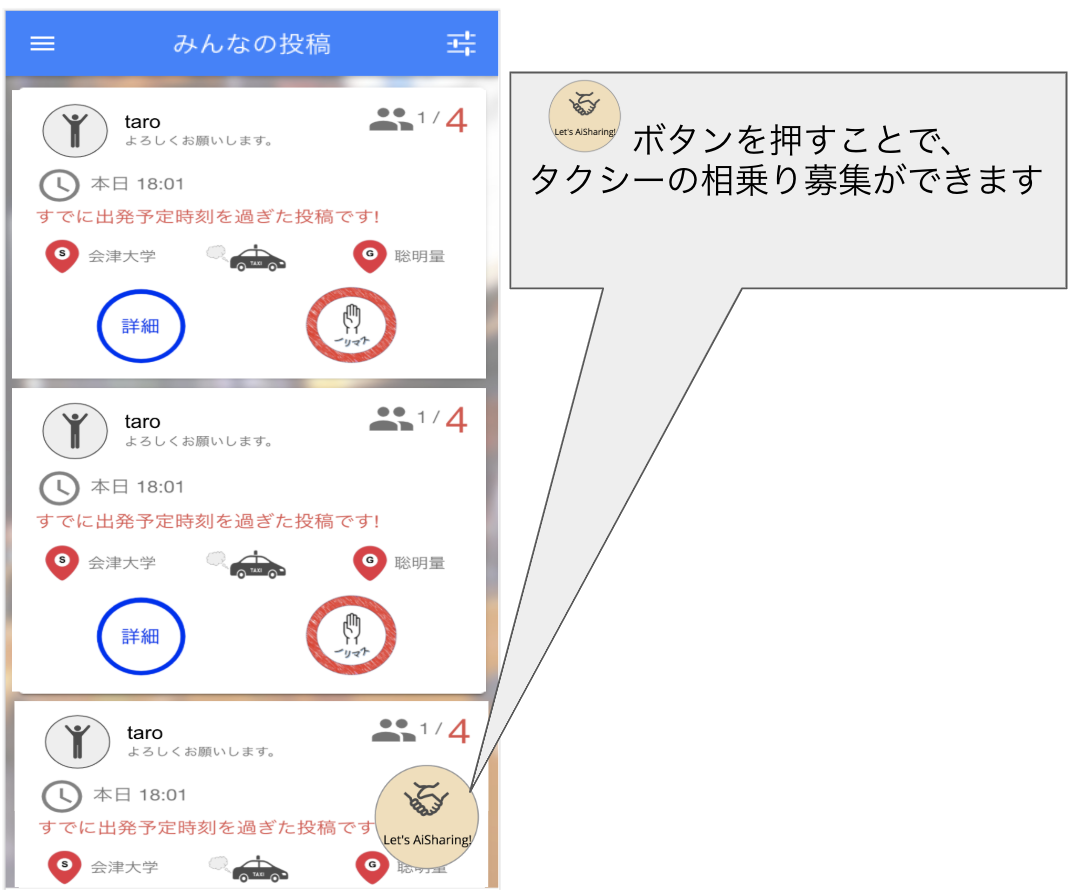 みんなの投稿
taro
1 / 4
よろしくお願いします。
本日 18:01
すでに出発予定時刻を過ぎた投稿です!
S 会津大学 TAXI G 聡明量
詳細
taro
1 / 4
よろしくお願いします。
本日 18:01
すでに出発予定時刻を過ぎた投稿です!
S 会津大学 TAXI G 聡明量
詳細
taro
1 / 4
よろしくお願いします。
本日 18:01
すでに出発予定時刻を過ぎた投稿です
Let's AiSharing!
S 会津大学 TAXI G 聡明量
Let's AiSharing!
ボタンを押すことで、
タクシーの相乗り募集ができます